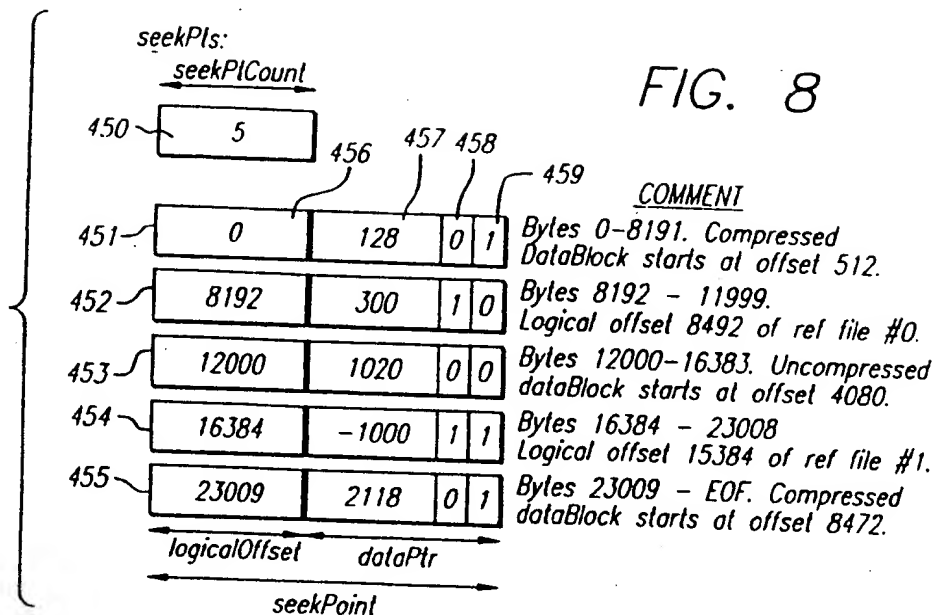 seekPts:
seekPtCount
FIG. 8
450
5
456
457
458
459
COMMENT
451
0
128
0
1
Bytes 0-8191. Compressed
DataBlock starts at offset 512.
452
8192
300
1
0
Bytes 8192 - 11999.
Logical offset 8492 of ref file #0.
453
12000
1020
0
0
Bytes 12000-16383. Uncompressed
dataBlock starts at offset 4080.
454
16384
-1000
1
1
Bytes 16384 - 23008
Logical offset 15384 of ref file #1.
455
23009
2118
0
1
Bytes 23009 - EOF. Compressed
dataBlock starts at offset 8472.
logicalOffset
dataPtr
seekPoint